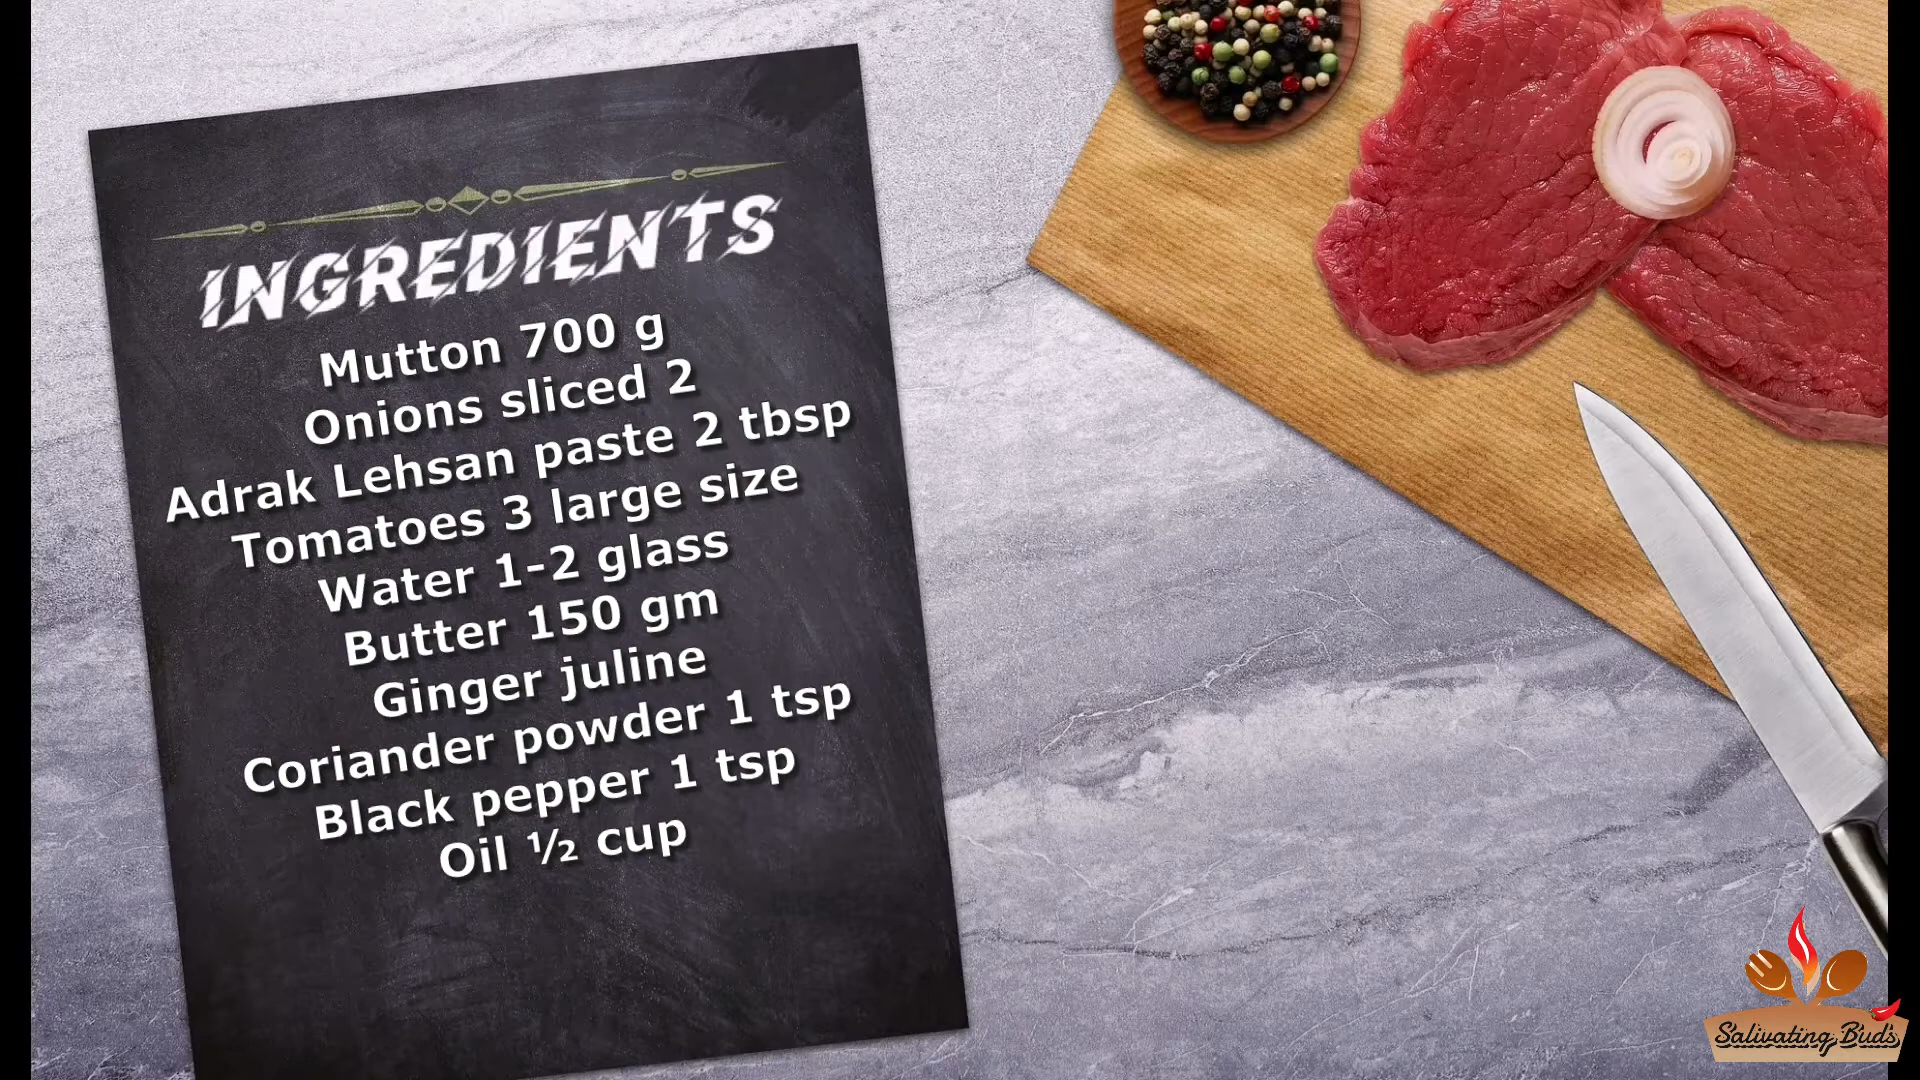 INGREDIENTS
Mutton 700 g
Onions sliced 2
Adrak Lehsan paste 2 tbsp
Tomatoes 3 large size
Water 1-2 glass
Butter 150 gm
Ginger juline
Coriander powder 1 tsp
Black pepper 1 tsp
Oil ½ cup
Salivating Buds